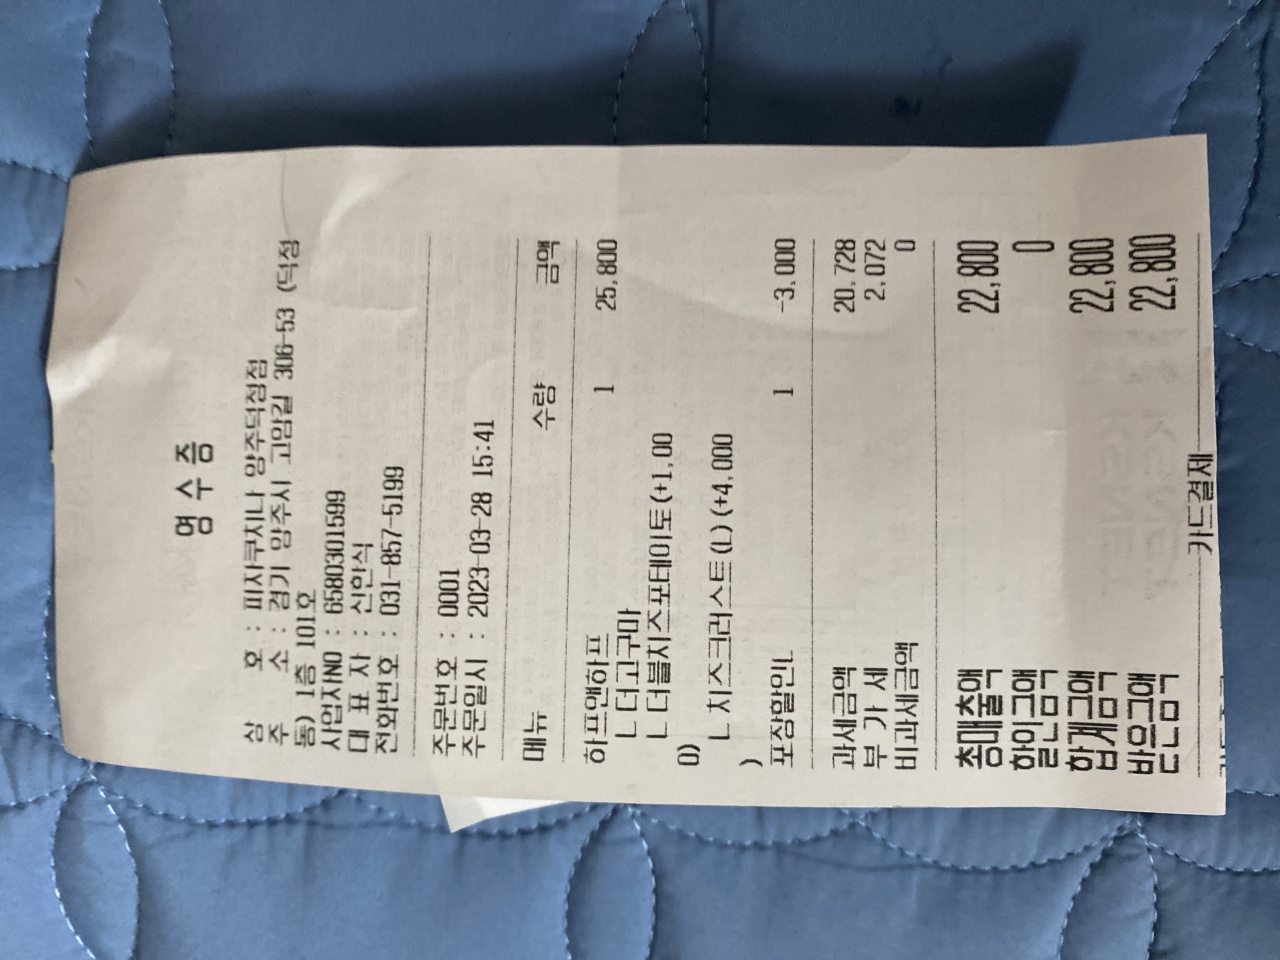 영 수 증
상 호 : 피자쿠치나 양주덕정점
주 소 : 경기 양주시 고암길 306-53 (덕정
동) 1층 101호
사업자NO : 6580301599
대 표 자 : 신한식
전화번호 : 031-857-5199
주문번호 : 0001
주문일시 : 2023-03-28 15:41
메뉴 수량 금액
하프앤하프 1 25,800
ㄴ 더고구마
ㄴ 더블치즈포테이토(+1,00
0)
ㄴ 치즈크러스트(L)(+4,000
)
포장할인L 1 -3,000
과세금액 20,728
부 가 세 2,072
비과세금액 0
총매출액 22,800
할인금액 0
합계금액 22,800
받은금액 22,800
카드결제